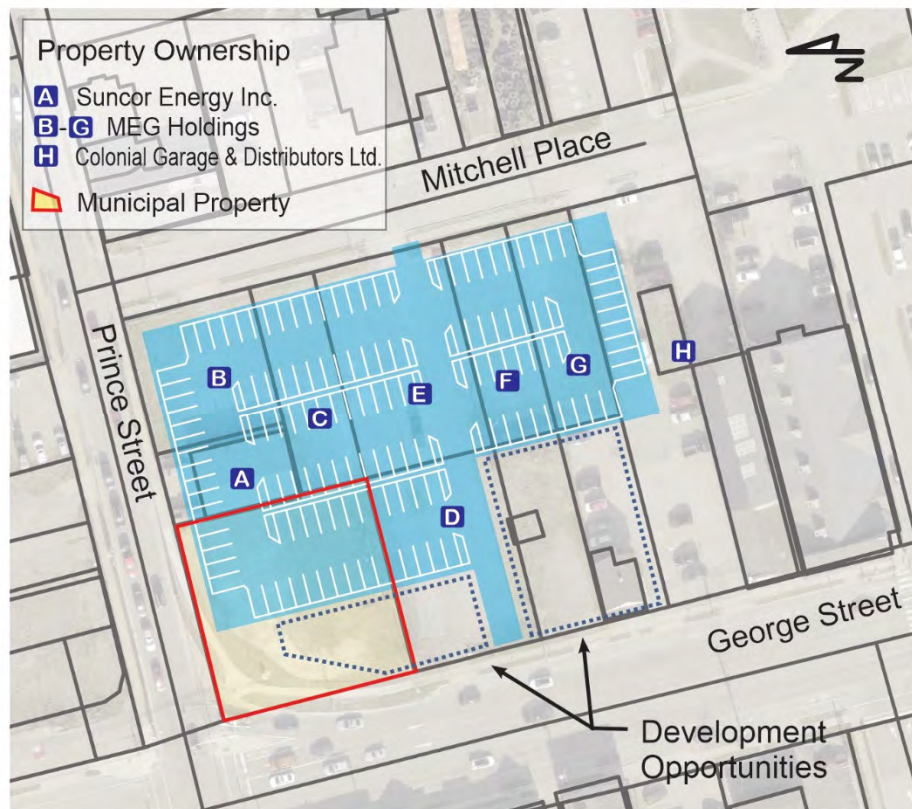 Property Ownership
A Suncor Energy Inc.
B-G MEG Holdings
H Colonial Garage & Distributors Ltd.
Municipal Property
N
Mitchell Place
Prince Street
B
C
E
F
G
H
A
D
George Street
Development
Opportunities